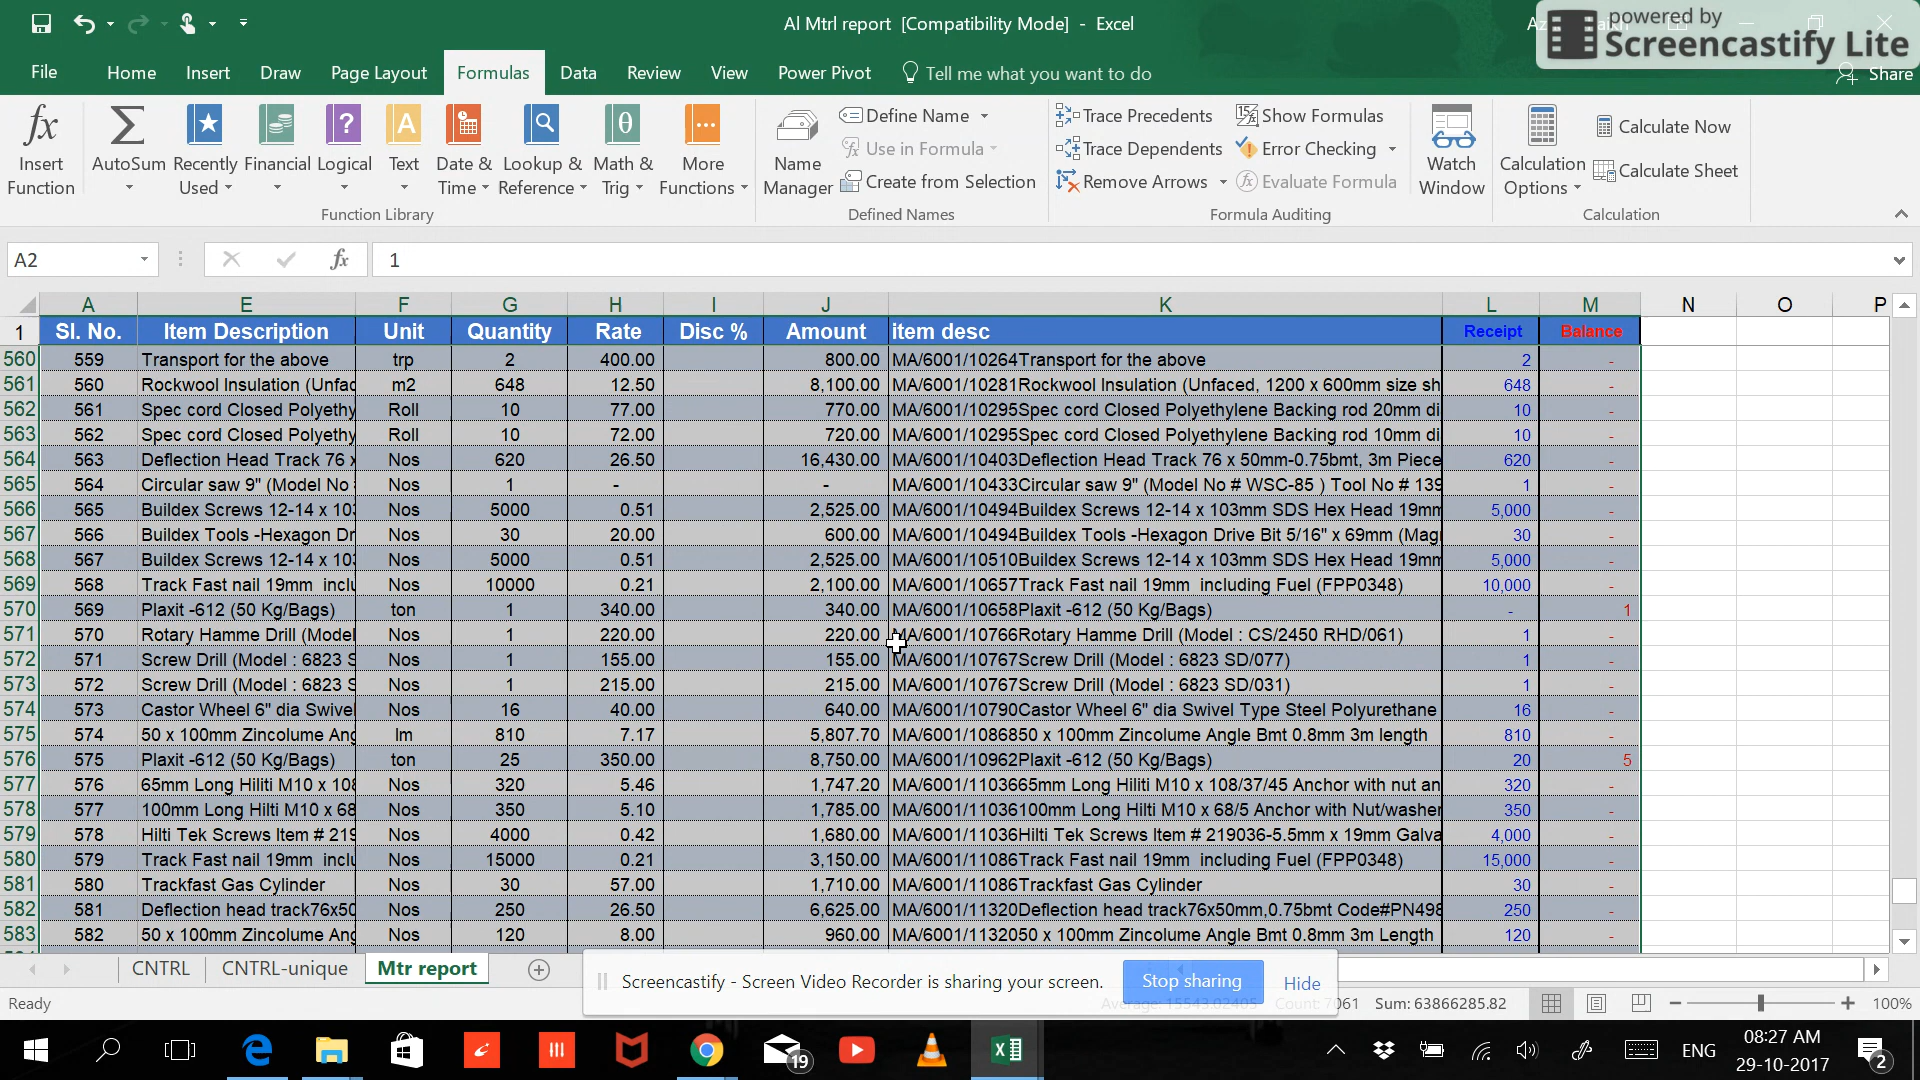 Al Mtrl report [Compatibility Mode] - Excel
powered by
Screencastify Lite
File Home Insert Draw Page Layout Formulas Data Review View Power Pivot Tell me what you want to do Share
Insert Function
AutoSum
Recently Used
Financial
Logical
Text
Date & Time
Lookup & Reference
Math & Trig
More Functions
Function Library
Name Manager
Define Name
Use in Formula
Create from Selection
Defined Names
Trace Precedents
Trace Dependents
Remove Arrows
Show Formulas
Error Checking
Evaluate Formula
Formula Auditing
Watch Window
Calculation Options
Calculate Now
Calculate Sheet
Calculation
A2 fx 1
A E F G H I J K L M N O P
1 Sl. No. Item Description Unit Quantity Rate Disc % Amount item desc Receipt Balance
560 559 Transport for the above trp 2 400.00 800.00 MA/6001/10264Transport for the above 2 -
561 560 Rockwool Insulation (Unfac m2 648 12.50 8,100.00 MA/6001/10281Rockwool Insulation (Unfaced, 1200 x 600mm size sh 648 -
562 561 Spec cord Closed Polyethy Roll 10 77.00 770.00 MA/6001/10295Spec cord Closed Polyethylene Backing rod 20mm di 10 -
563 562 Spec cord Closed Polyethy Roll 10 72.00 720.00 MA/6001/10295Spec cord Closed Polyethylene Backing rod 10mm di 10 -
564 563 Deflection Head Track 76 x Nos 620 26.50 16,430.00 MA/6001/10403Deflection Head Track 76 x 50mm-0.75bmt, 3m Piece 620 -
565 564 Circular saw 9" (Model No Nos 1 - - MA/6001/10433Circular saw 9" (Model No # WSC-85 ) Tool No # 139 1 -
566 565 Buildex Screws 12-14 x 103 Nos 5000 0.51 2,525.00 MA/6001/10494Buildex Screws 12-14 x 103mm SDS Hex Head 19mm 5,000 -
567 566 Buildex Tools -Hexagon Dr Nos 30 20.00 600.00 MA/6001/10494Buildex Tools -Hexagon Drive Bit 5/16" x 69mm (Mag 30 -
568 567 Buildex Screws 12-14 x 103 Nos 5000 0.51 2,525.00 MA/6001/10510Buildex Screws 12-14 x 103mm SDS Hex Head 19mm 5,000 -
569 568 Track Fast nail 19mm inclu Nos 10000 0.21 2,100.00 MA/6001/10657Track Fast nail 19mm including Fuel (FPP0348) 10,000 -
570 569 Plaxit -612 (50 Kg/Bags) ton 1 340.00 340.00 MA/6001/10658Plaxit -612 (50 Kg/Bags) - 1
571 570 Rotary Hamme Drill (Model Nos 1 220.00 220.00 MA/6001/10766Rotary Hamme Drill (Model : CS/2450 RHD/061) 1 -
572 571 Screw Drill (Model : 6823 S Nos 1 155.00 155.00 MA/6001/10767Screw Drill (Model : 6823 SD/077) 1 -
573 572 Screw Drill (Model : 6823 S Nos 1 215.00 215.00 MA/6001/10767Screw Drill (Model : 6823 SD/031) 1 -
574 573 Castor Wheel 6" dia Swivel Nos 16 40.00 640.00 MA/6001/10790Castor Wheel 6" dia Swivel Type Steel Polyurethane 16 -
575 574 50 x 100mm Zincolume Ang lm 810 7.17 5,807.70 MA/6001/1086850 x 100mm Zincolume Angle Bmt 0.8mm 3m length 810 -
576 575 Plaxit -612 (50 Kg/Bags) ton 25 350.00 8,750.00 MA/6001/10962Plaxit -612 (50 Kg/Bags) 20 5
577 576 65mm Long Hiliti M10 x 108 Nos 320 5.46 1,747.20 MA/6001/1103665mm Long Hiliti M10 x 108/37/45 Anchor with nut an 320 -
578 577 100mm Long Hilti M10 x 68 Nos 350 5.10 1,785.00 MA/6001/11036100mm Long Hilti M10 x 68/5 Anchor with Nut/washer 350 -
579 578 Hilti Tek Screws Item # 219 Nos 4000 0.42 1,680.00 MA/6001/11036Hilti Tek Screws Item # 219036-5.5mm x 19mm Galva 4,000 -
580 579 Track Fast nail 19mm inclu Nos 15000 0.21 3,150.00 MA/6001/11086Track Fast nail 19mm including Fuel (FPP0348) 15,000 -
581 580 Trackfast Gas Cylinder Nos 30 57.00 1,710.00 MA/6001/11086Trackfast Gas Cylinder 30 -
582 581 Deflection head track76x50 Nos 250 26.50 6,625.00 MA/6001/11320Deflection head track76x50mm,0.75bmt Code#PN498 250 -
583 582 50 x 100mm Zincolume Ang Nos 120 8.00 960.00 MA/6001/1132050 x 100mm Zincolume Angle Bmt 0.8mm 3m Length 120 -
CNTRL CNTRL-unique Mtr report
Screencastify - Screen Video Recorder is sharing your screen. Stop sharing Hide
Ready Average: 15543.02405 Count: 7061 Sum: 63866285.82 100%
19
ENG
08:27 AM
29-10-2017
2